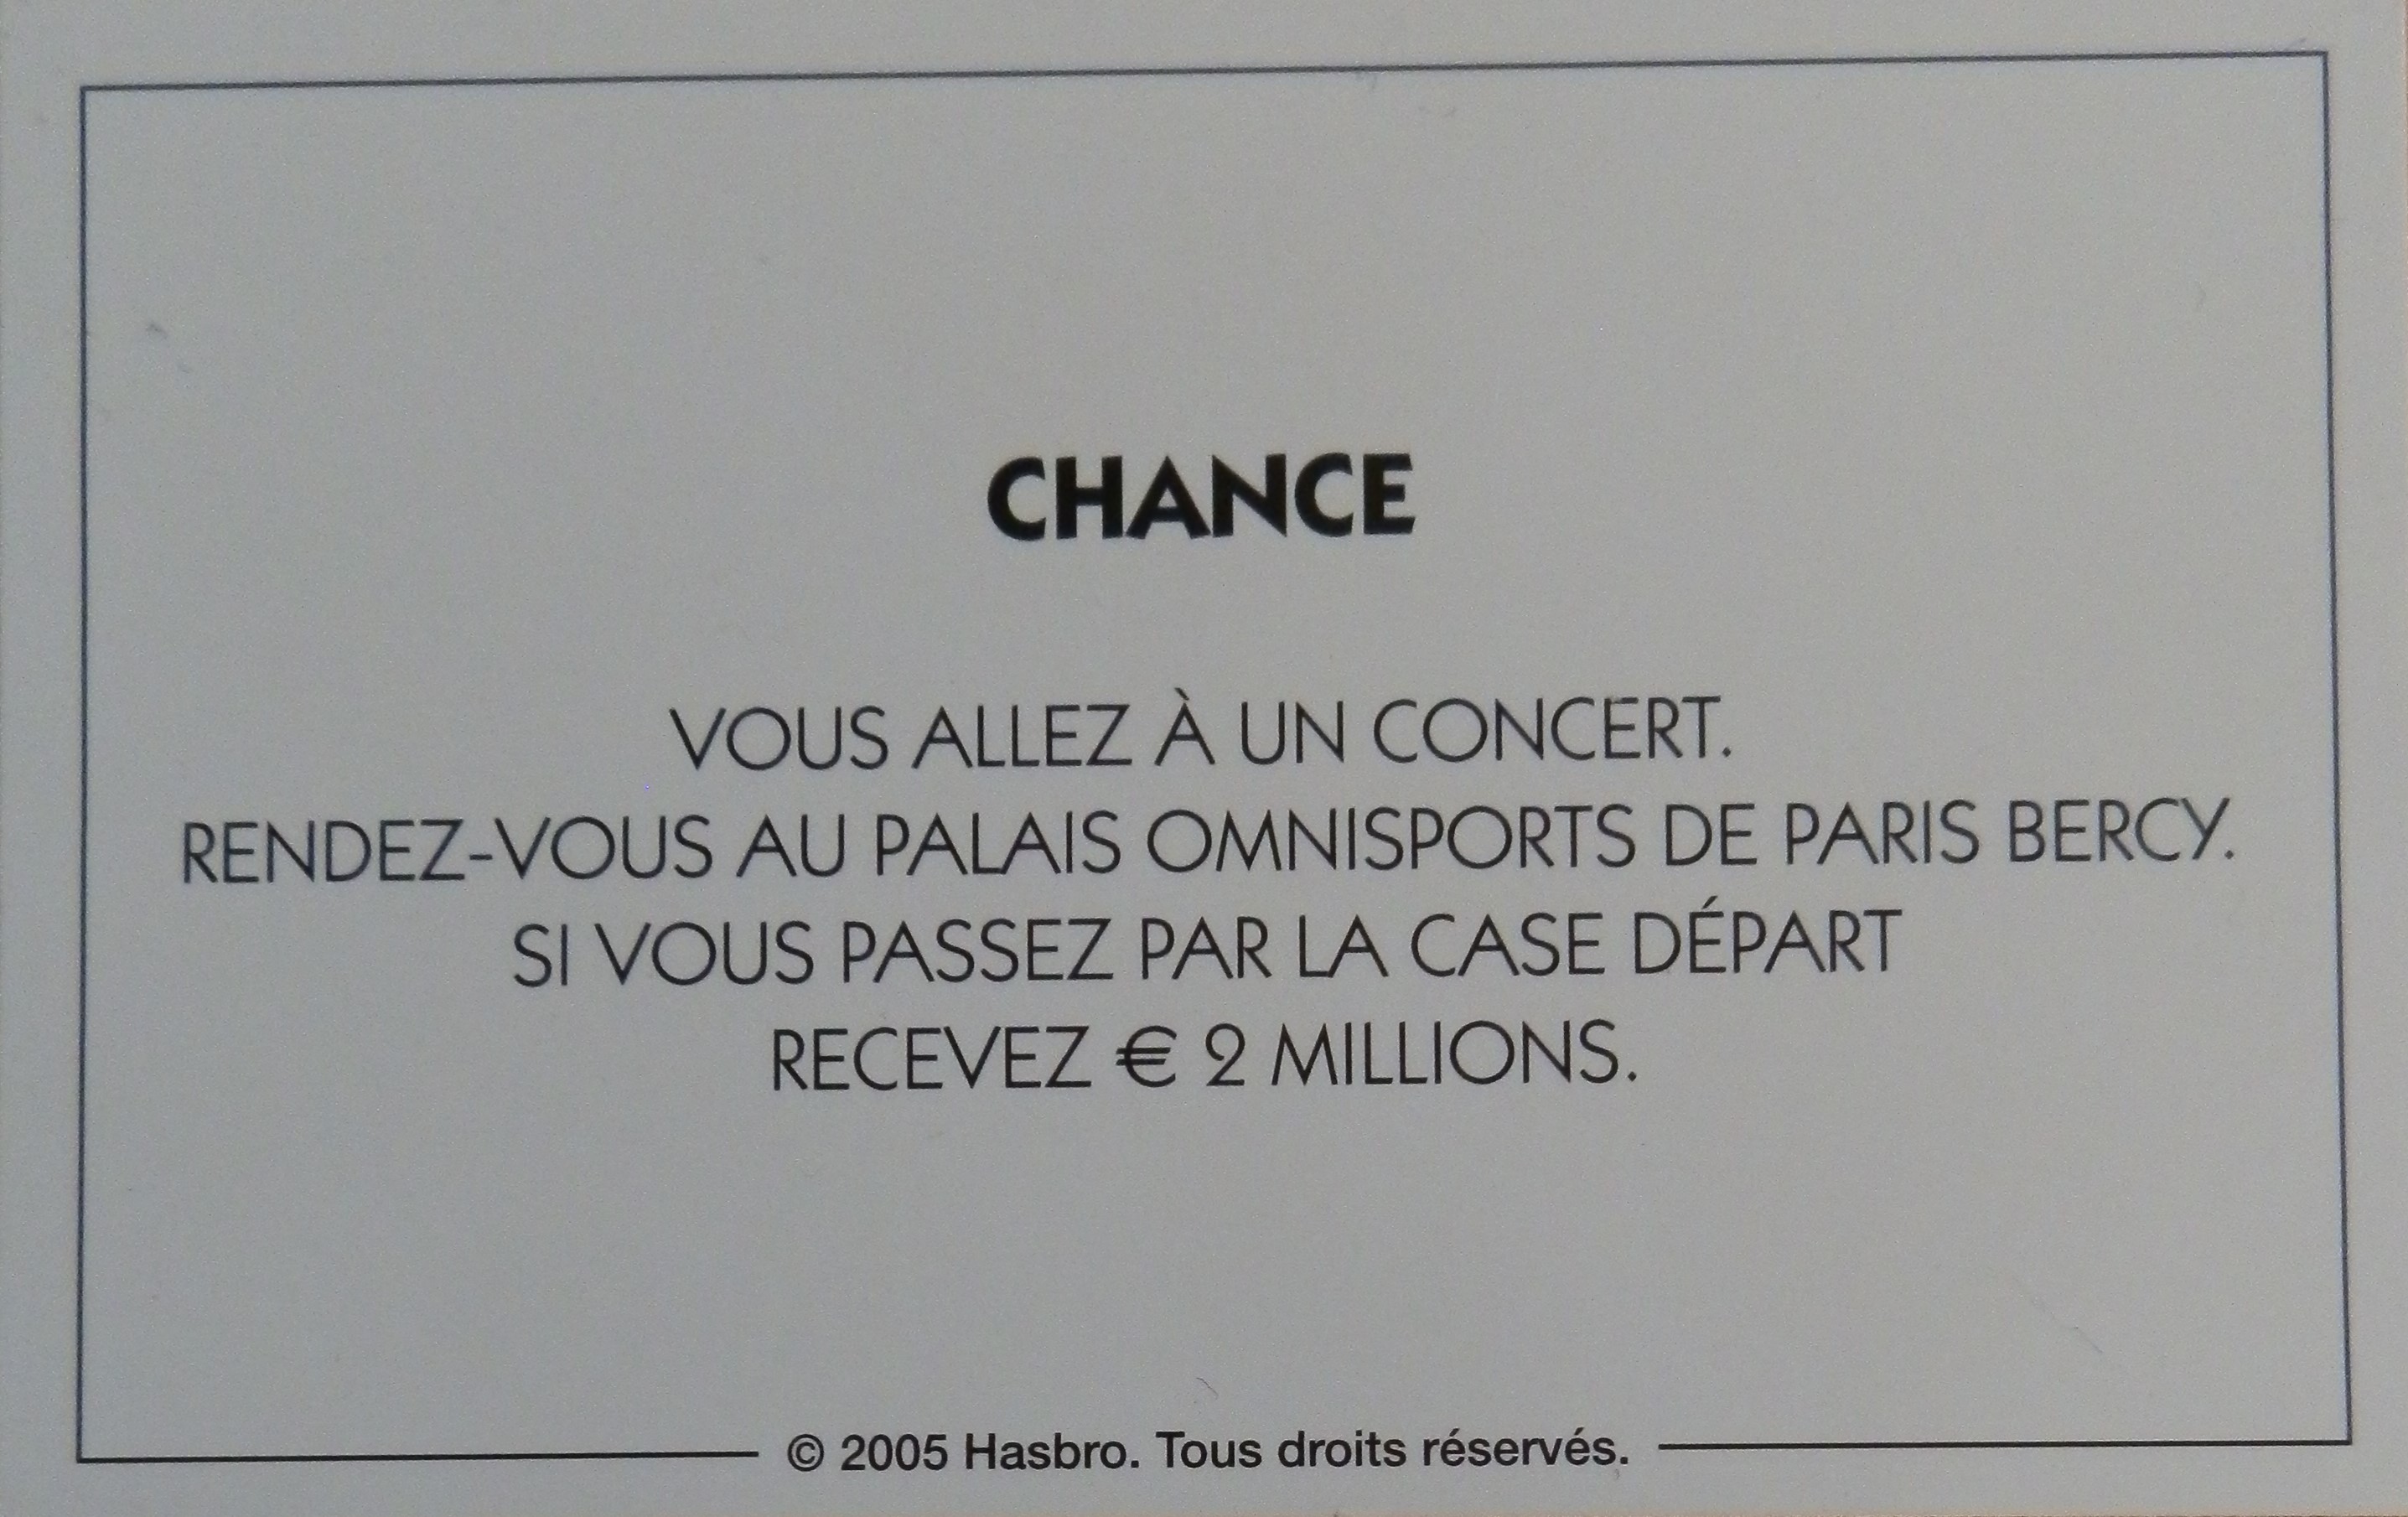 CHANCE
VOUS ALLEZ À UN CONCERT.
RENDEZ-VOUS AU PALAIS OMNISPORTS DE PARIS BERCY.
SI VOUS PASSEZ PAR LA CASE DÉPART
RECEVEZ € 2 MILLIONS.
© 2005 Hasbro. Tous droits réservés.